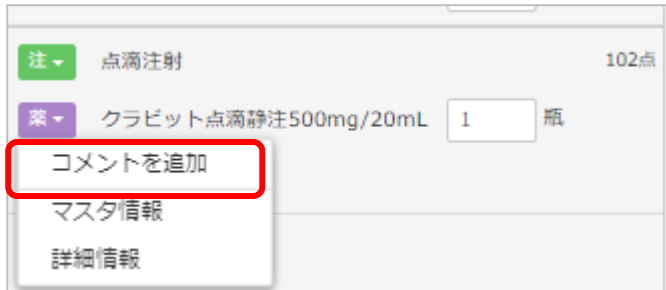 注 点滴注射 102点
薬 クラビット点滴静注500mg/20mL 1 瓶
コメントを追加
マスタ情報
詳細情報